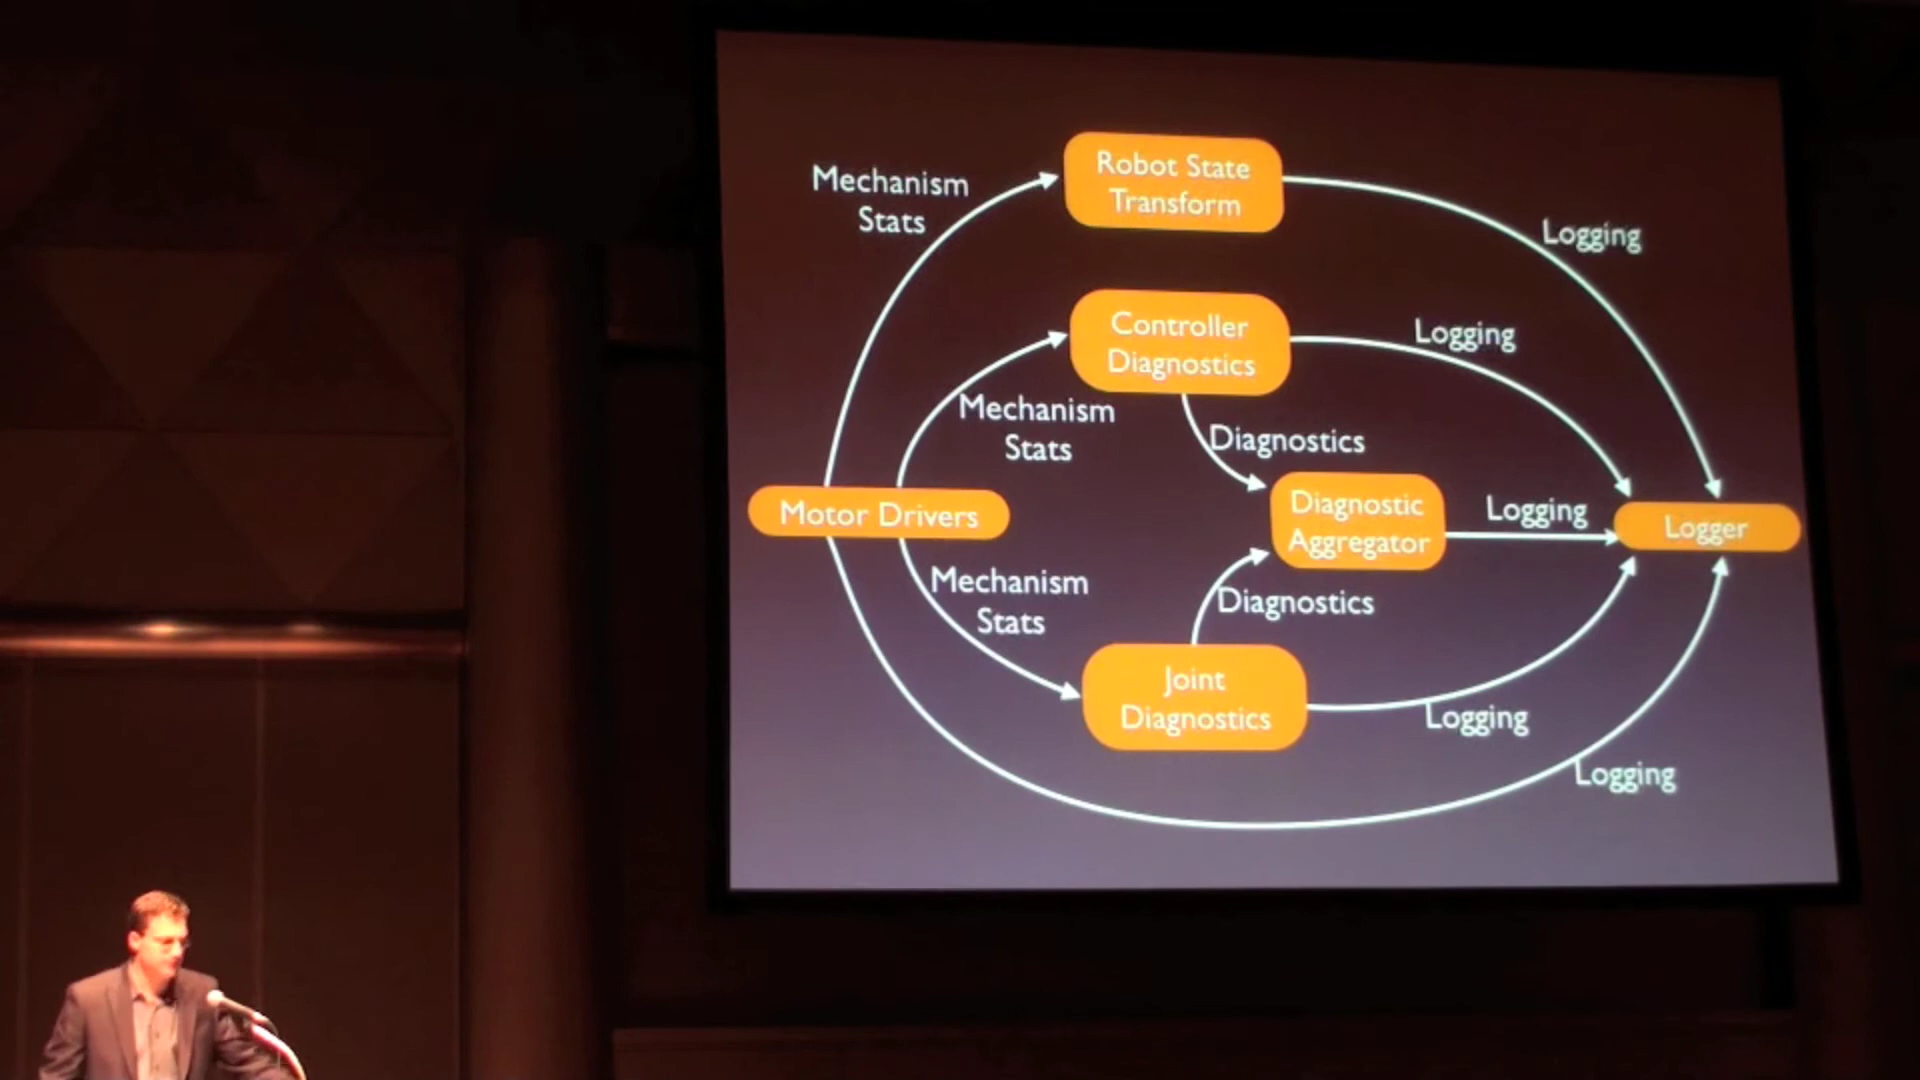 Robot State
Transform
Mechanism
Stats
Logging
Controller
Diagnostics
Logging
Mechanism
Stats
Diagnostics
Motor Drivers
Diagnostic
Aggregator
Logging
Logger
Mechanism
Stats
Diagnostics
Joint
Diagnostics
Logging
Logging